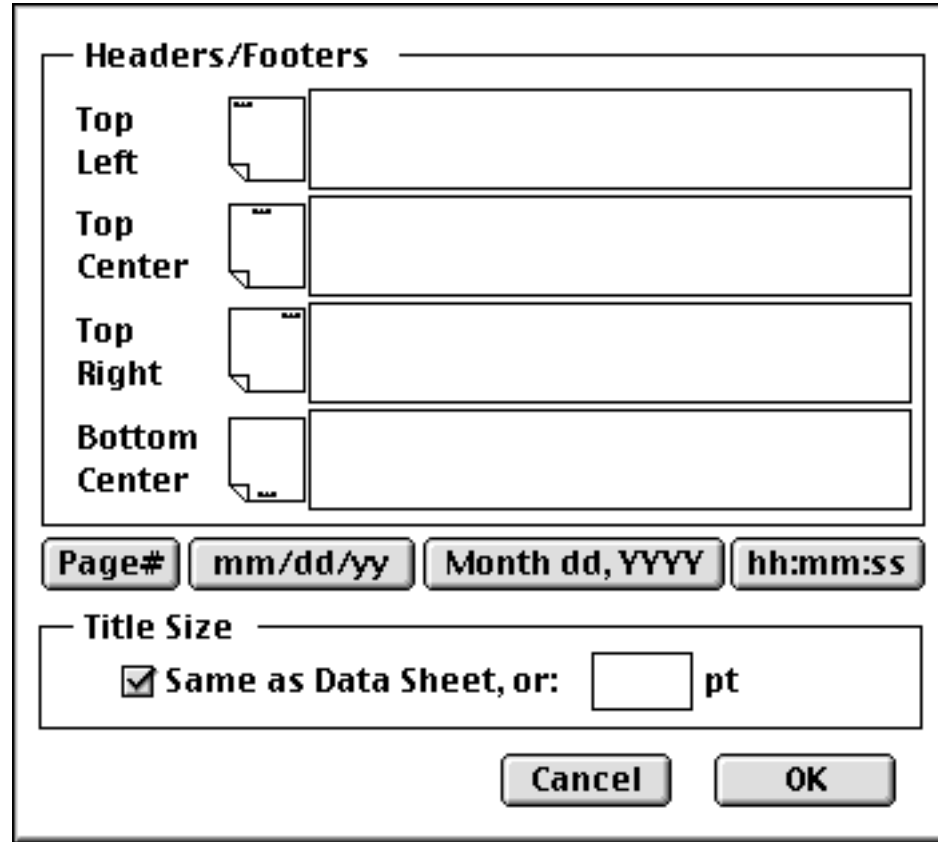 Headers/Footers
Top
Left
Top
Center
Top
Right
Bottom
Center
Page# mm/dd/yy Month dd, YYYY hh:mm:ss
Title Size
Same as Data Sheet, or: pt
Cancel OK